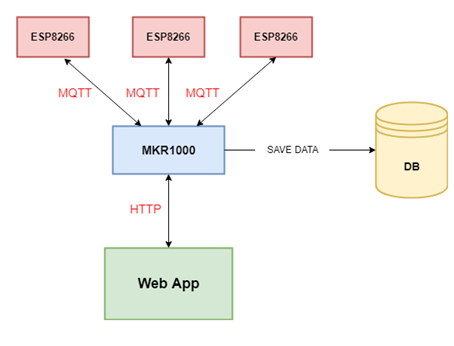 ESP8266
ESP8266
ESP8266
MQTT
MQTT
MQTT
MKR1000
SAVE DATA
DB
HTTP
Web App